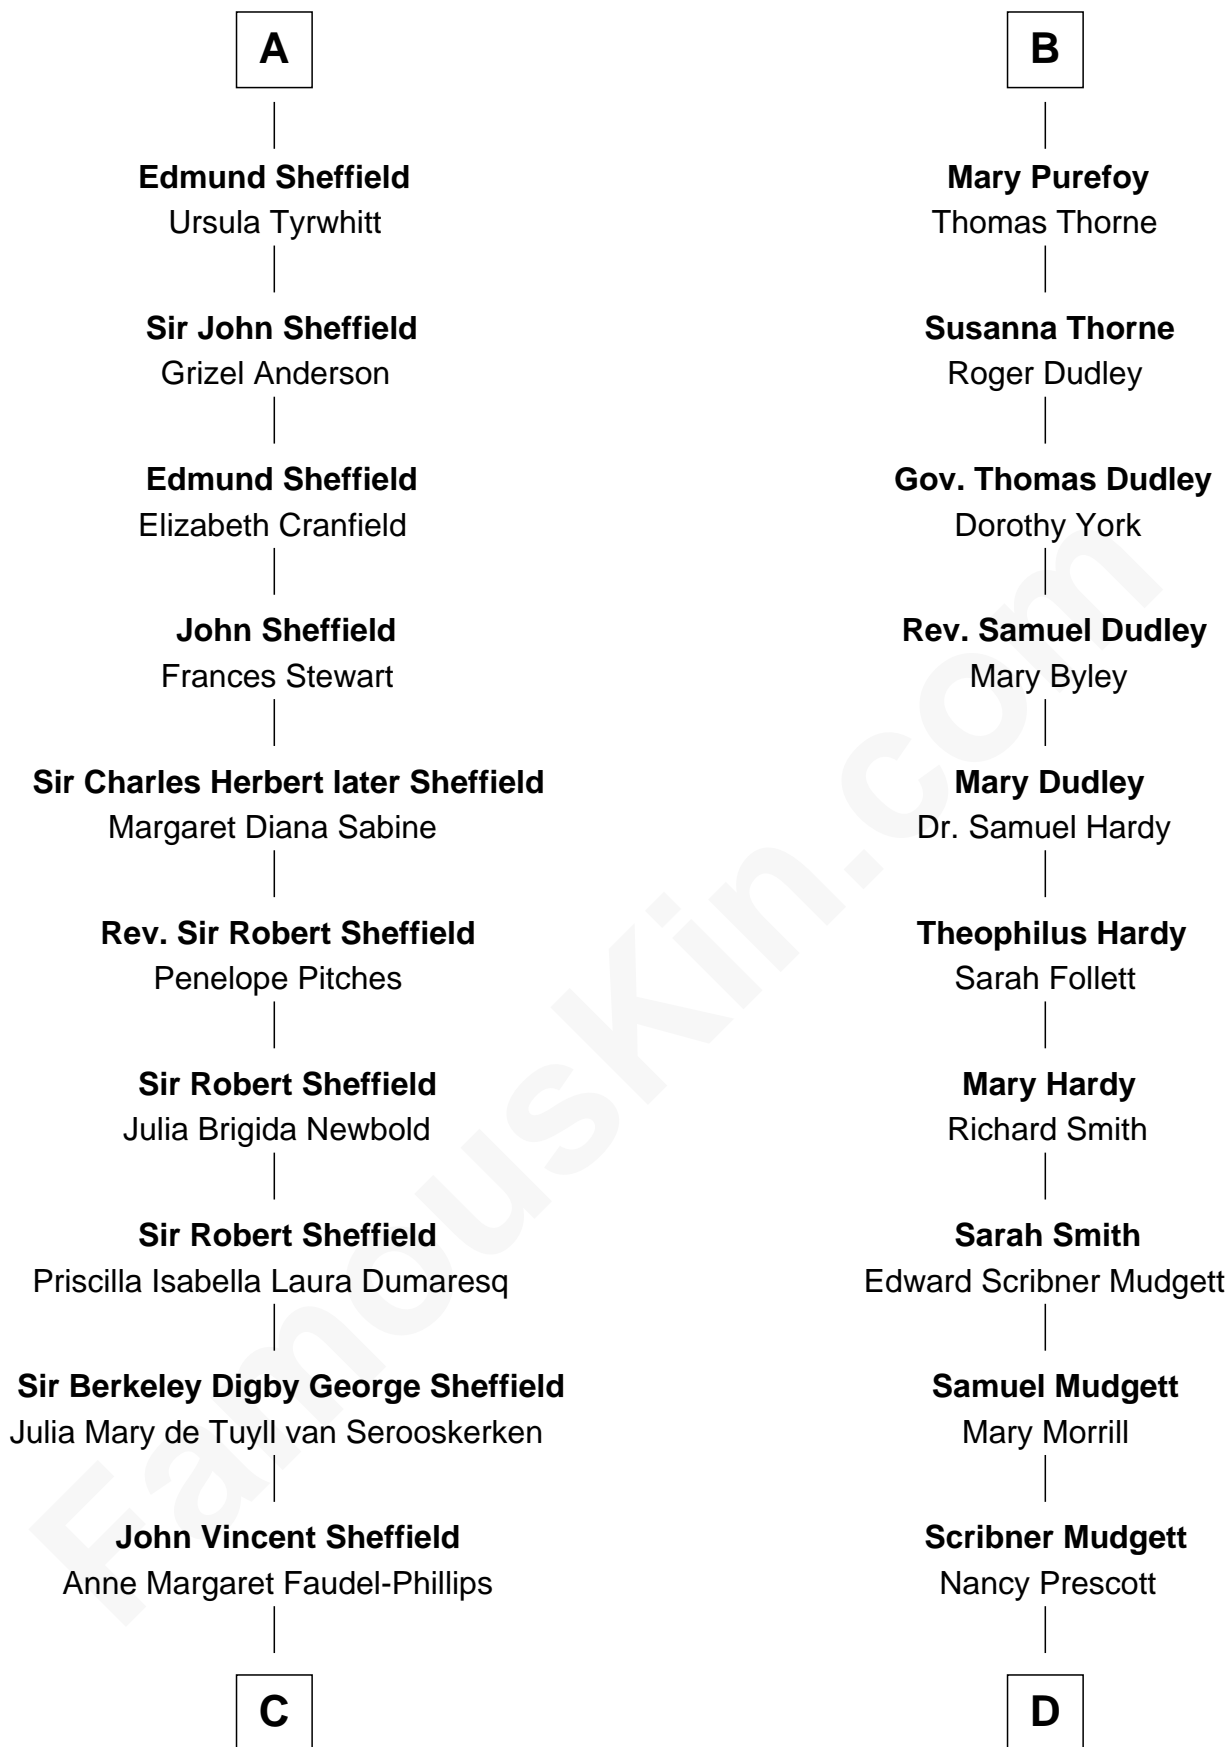 A
Edmund Sheffield
Ursula Tyrwhitt
Sir John Sheffield
Grizel Anderson
Edmund Sheffield
Elizabeth Cranfield
John Sheffield
Frances Stewart
Sir Charles Herbert later Sheffield
Margaret Diana Sabine
Rev. Sir Robert Sheffield
Penelope Pitches
Sir Robert Sheffield
Julia Brigida Newbold
Sir Robert Sheffield
Priscilla Isabella Laura Dumaresq
Sir Berkeley Digby George Sheffield
Julia Mary de Tuyll van Serooskerken
John Vincent Sheffield
Anne Margaret Faudel-Phillips
C
B
Mary Purefoy
Thomas Thorne
Susanna Thorne
Roger Dudley
Gov. Thomas Dudley
Dorothy York
Rev. Samuel Dudley
Mary Byley
Mary Dudley
Dr. Samuel Hardy
Theophilus Hardy
Sarah Follett
Mary Hardy
Richard Smith
Sarah Smith
Edward Scribner Mudgett
Samuel Mudgett
Mary Morrill
Scribner Mudgett
Nancy Prescott
D
FamousKin.com